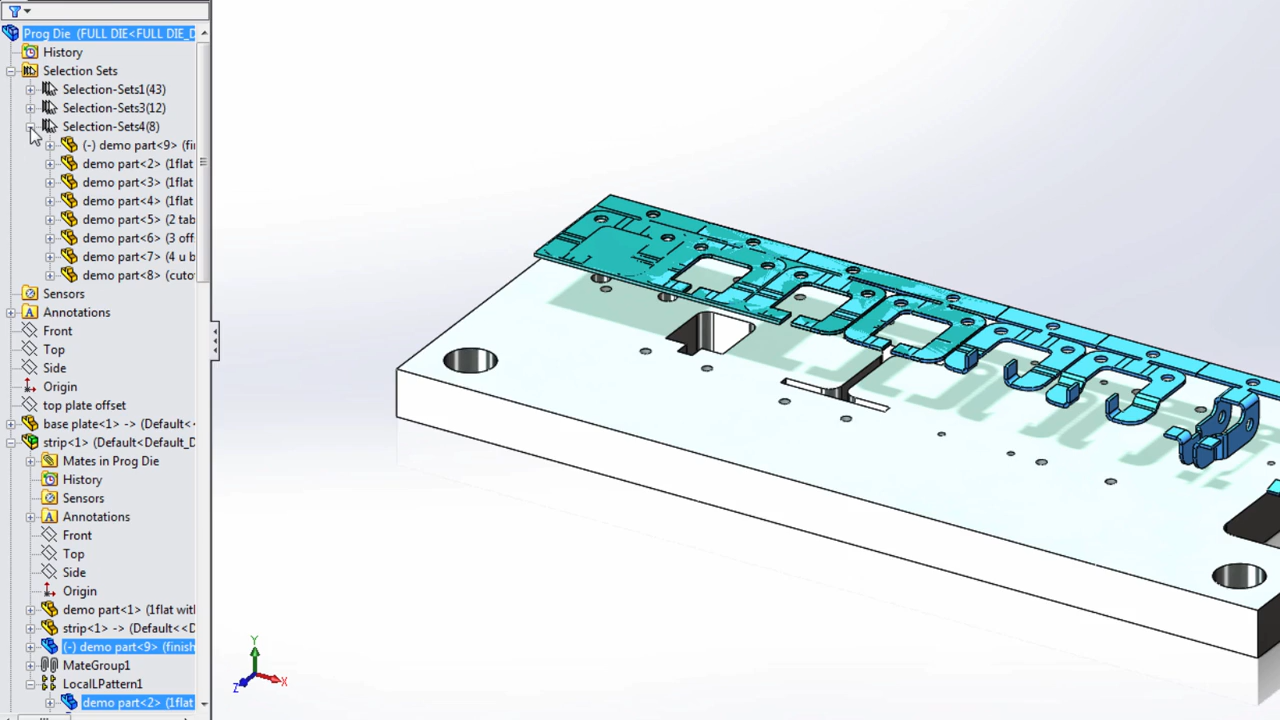 Prog Die (FULL DIE<FULL DIE_D
History
Selection Sets
Selection-Sets1(43)
Selection-Sets3(12)
Selection-Sets4(8)
(-) demo part<9> (fi
demo part<2> (1flat
demo part<3> (1flat
demo part<4> (1flat
demo part<5> (2 tab
demo part<6> (3 off
demo part<7> (4 u b
demo part<8> (cuto
Sensors
Annotations
Front
Top
Side
Origin
top plate offset
base plate<1> -> (Default<
strip<1> (Default<Default_D
Mates in Prog Die
History
Sensors
Annotations
Front
Top
Side
Origin
demo part<1> (1flat wit
strip<1> -> (Default<<D
(-) demo part<9> (finish
MateGroup1
LocalLPattern1
demo part<2> (1flat
Y
Z
X